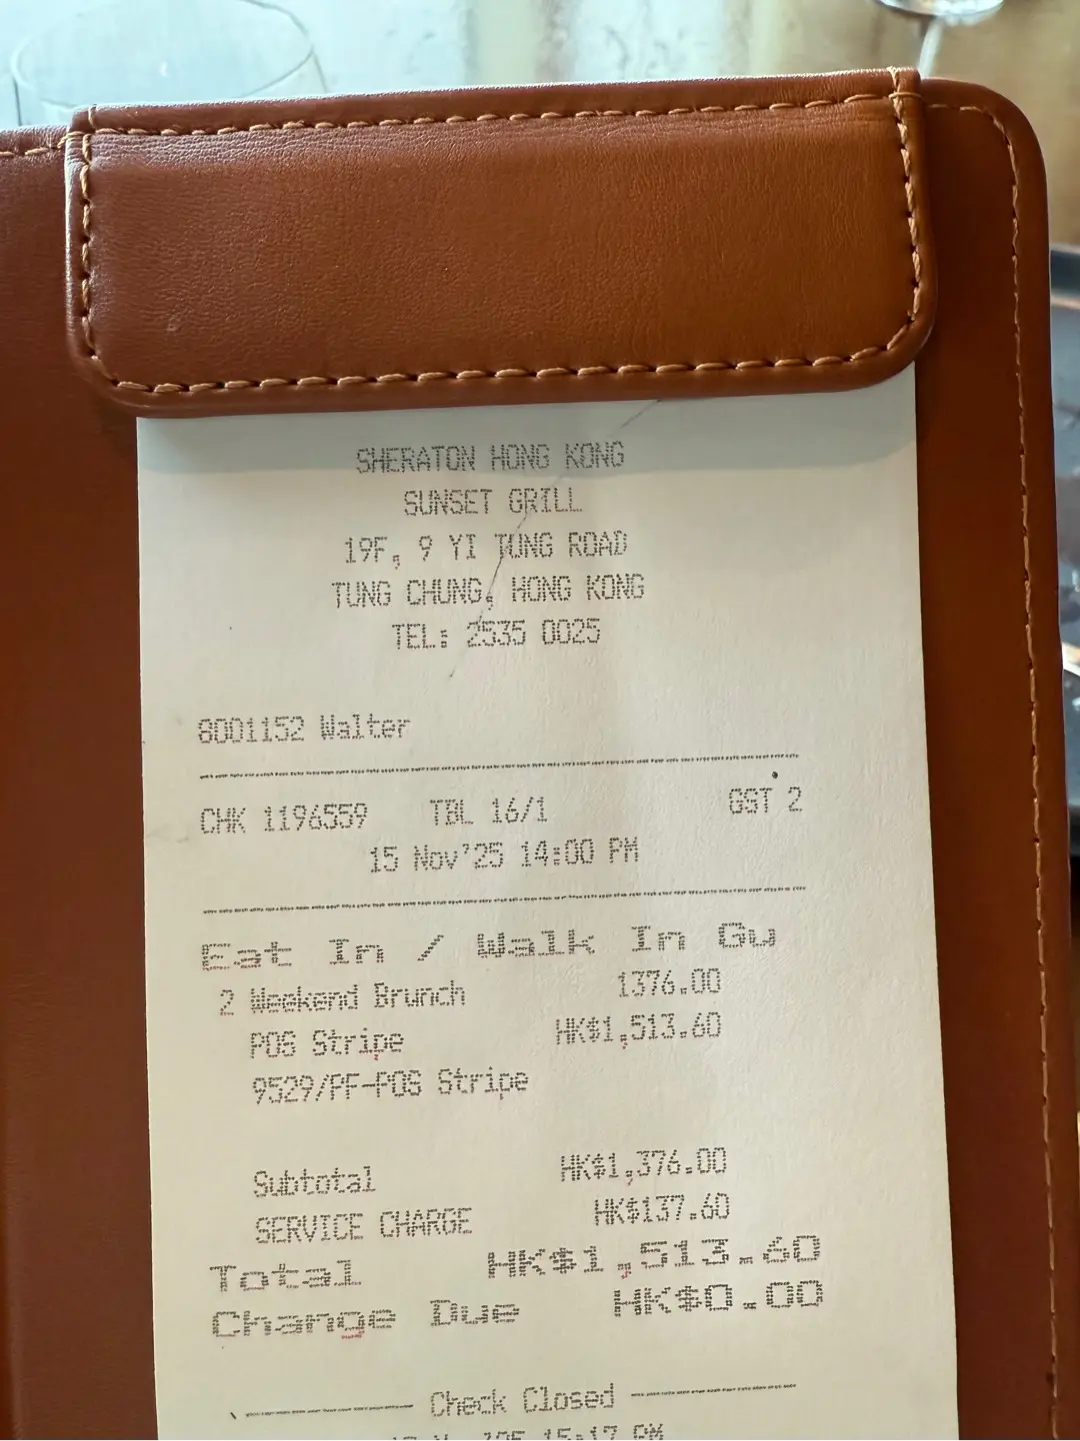 SHERATON HONG KONG
SUNSET GRILL
19F, 9 YI TUNG ROAD
TUNG CHUNG, HONG KONG
TEL: 2535 0025
8001152 Walter
CHK 1196559 TBL 16/1 GST 2
15 Nov'25 14:00 PM
Eat In / Walk In Gu
2 Weekend Brunch 1376.00
POS Stripe HK$1,513.60
9529/PF-POS Stripe
Subtotal HK$1,376.00
SERVICE CHARGE HK$137.60
Total HK$1,513.60
Change Due HK$0.00
Check Closed
15:17 PM